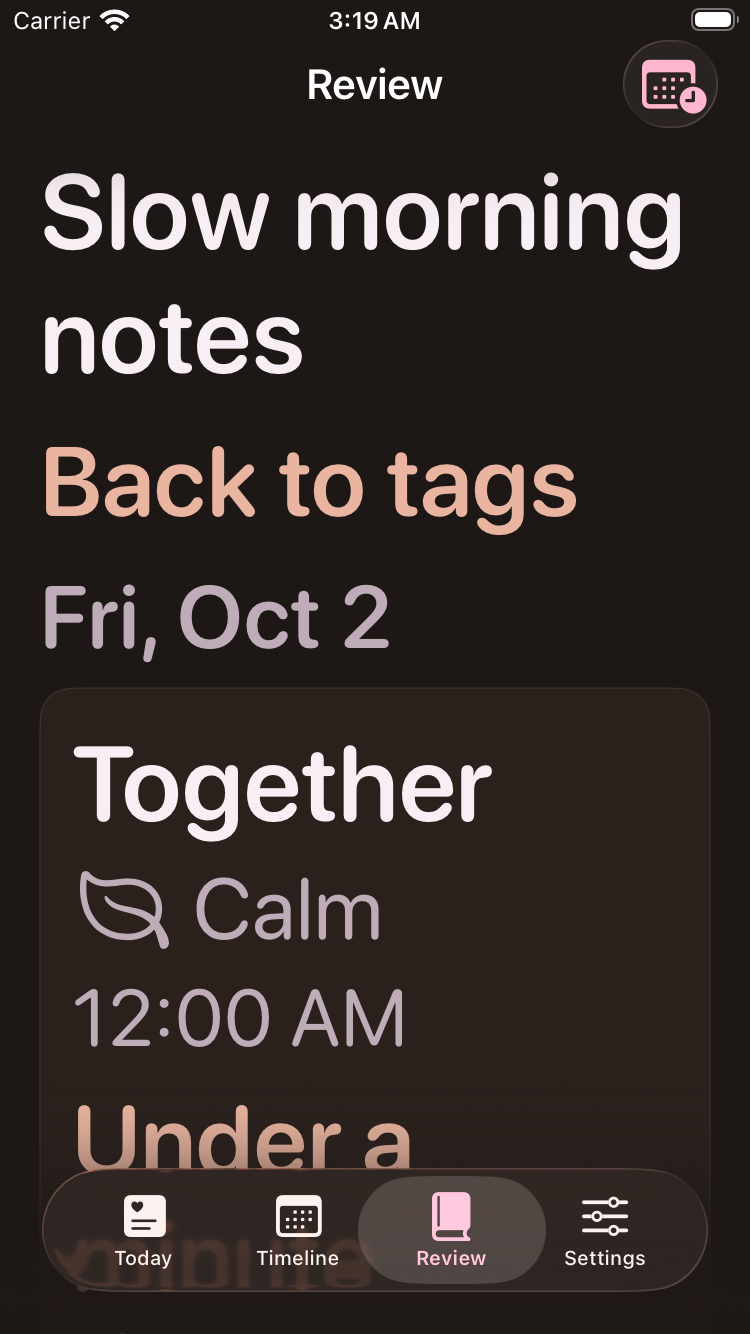 Carrier
3:19 AM
Review
Slow morning
notes
Back to tags
Fri, Oct 2
Together
Calm
12:00 AM
Under a
minute
Today
Timeline
Review
Settings